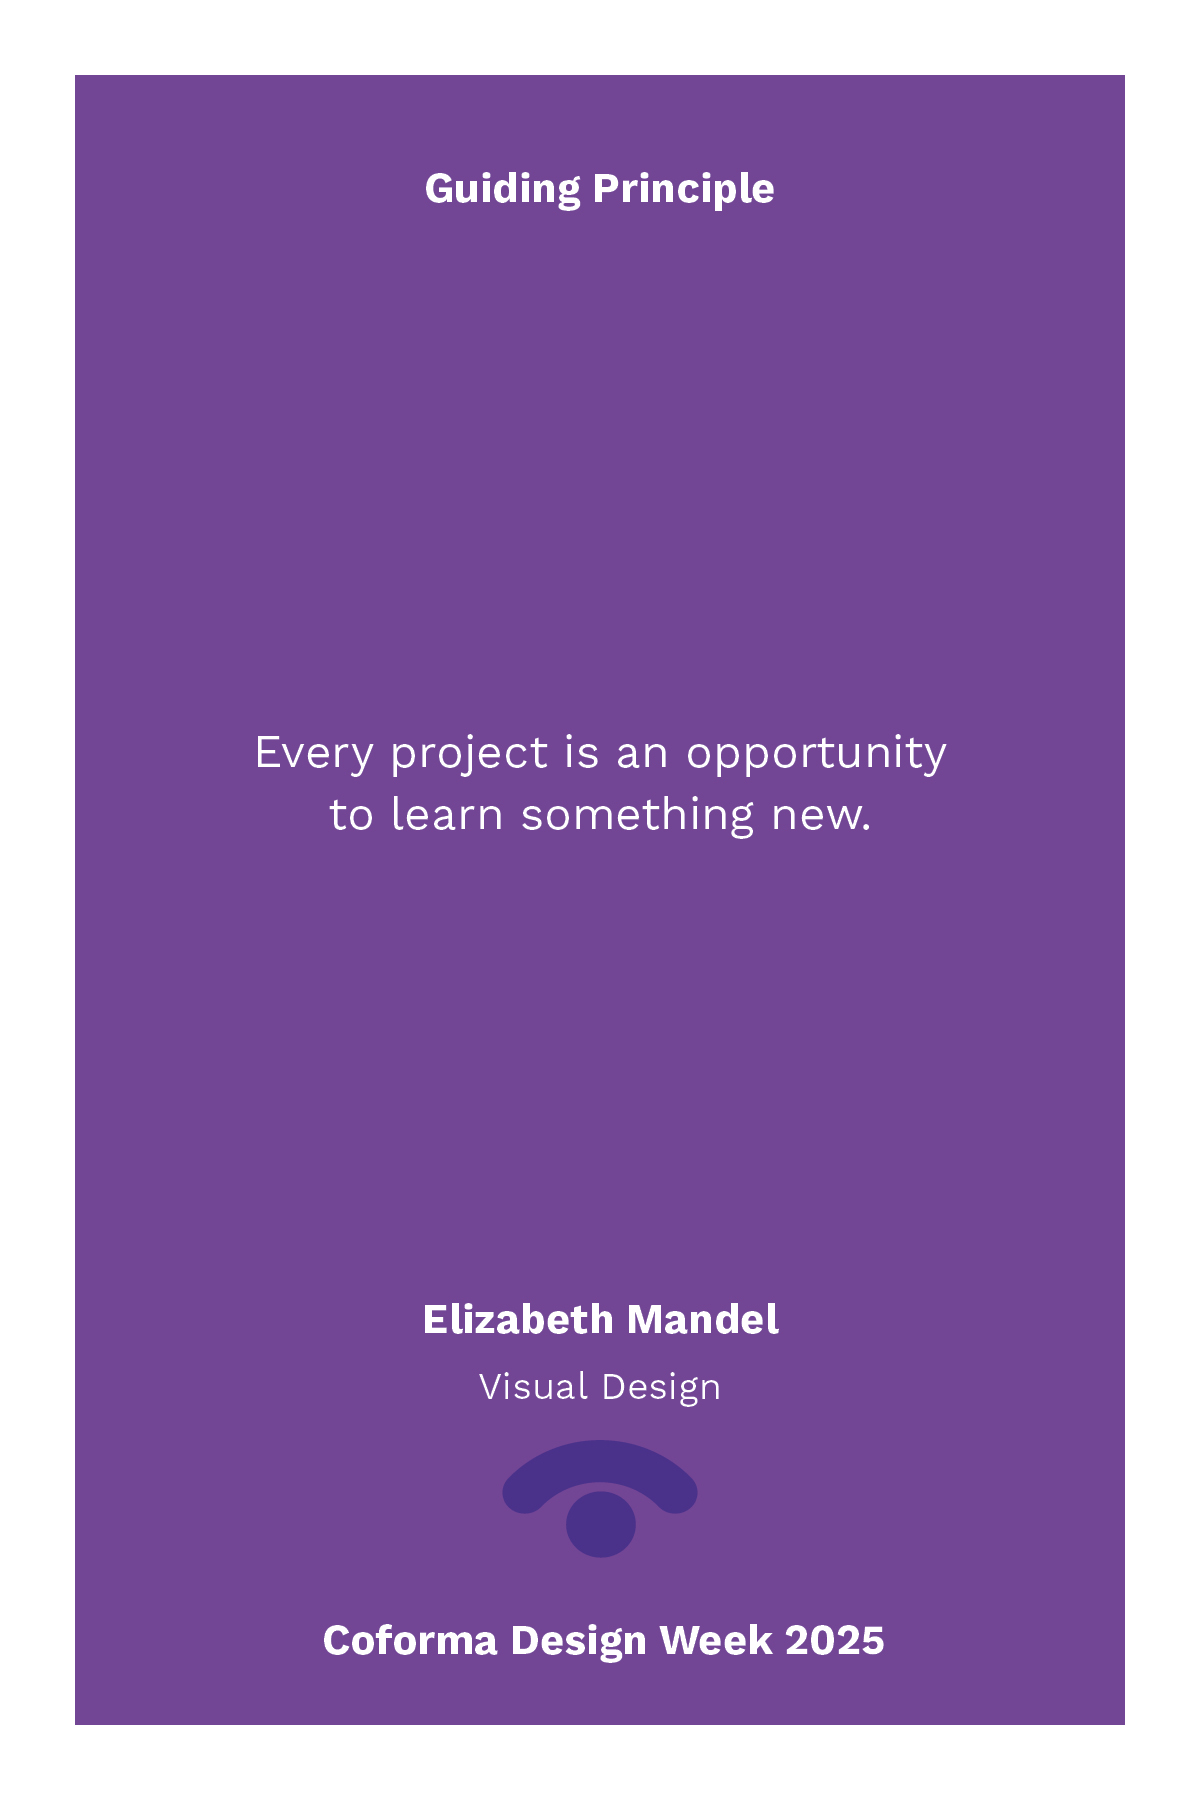 Guiding Principle
Every project is an opportunity
to learn something new.
Elizabeth Mandel
Visual Design
Coforma Design Week 2025